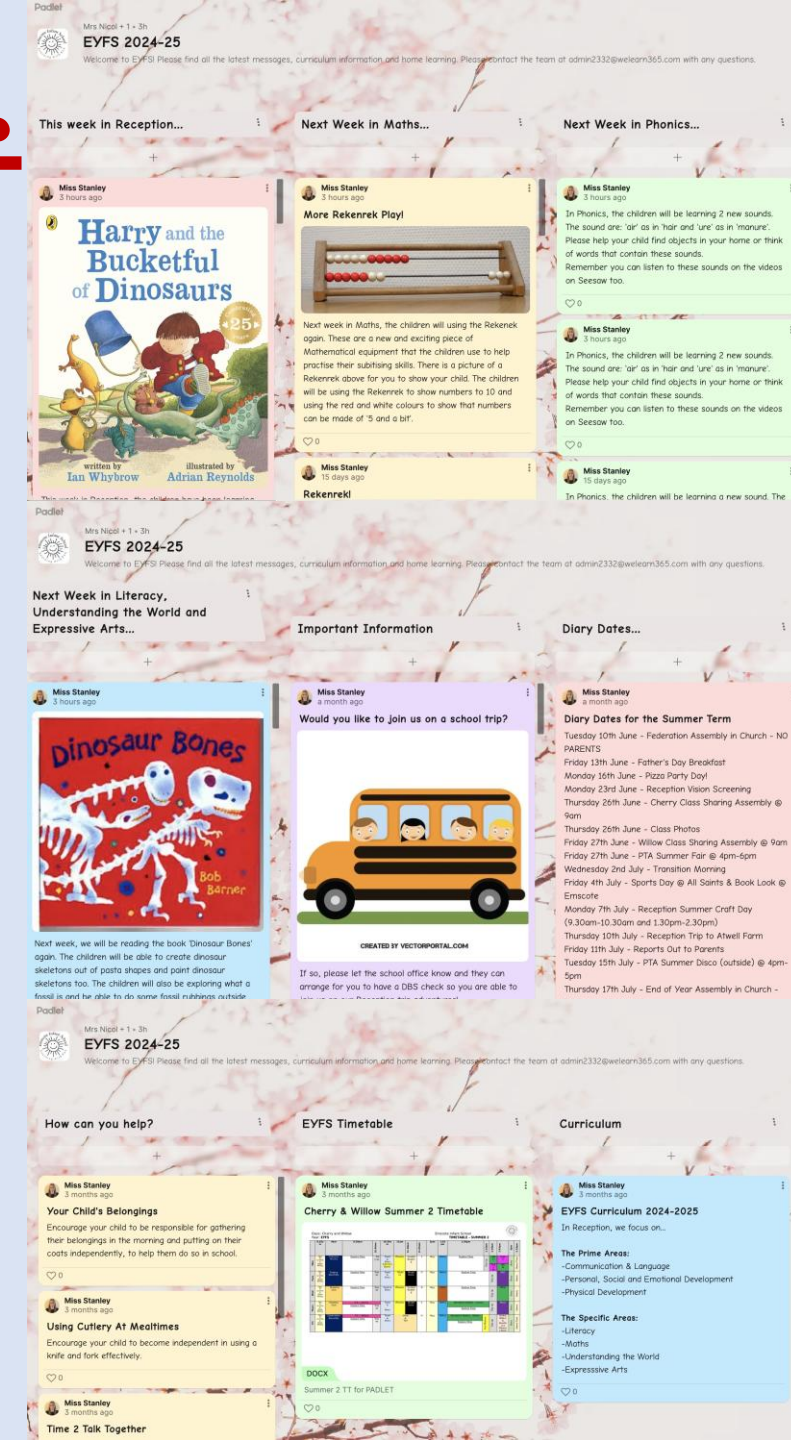 Padlet
Mrs Nicol + 1 • 3h
EYFS 2024-25
Welcome to EYFS! Please find all the latest messages, curriculum information and home learning. Please contact the team at admin2332@welearn365.com with any questions.
This week in Reception...
Miss Stanley
3 hours ago
Harry and the
Bucketful
of Dinosaurs
25
written by
Ian Whybrow
illustrated by
Adrian Reynolds
This week in Reception, the children have been learning
Next Week in Maths...
Miss Stanley
3 hours ago
More Rekenrek Play!
Next week in Maths, the children will using the Rekenek
again. These are a new and exciting piece of
Mathematical equipment that the children use to help
practise their subitising skills. There is a picture of a
Rekenrek above for you to show your child. The children
will be using the Rekenrek to show numbers to 10 and
using the red and white colours to show that numbers
can be made of '5 and a bit'.
0
Miss Stanley
15 days ago
Rekenrek!
Next Week in Phonics...
Miss Stanley
3 hours ago
In Phonics, the children will be learning 2 new sounds.
The sound are: 'air' as in 'hair and 'ure' as in 'manure'.
Please help your child find objects in your home or think
of words that contain these sounds.
Remember you can listen to these sounds on the videos
on Seesaw too.
0
Miss Stanley
3 hours ago
In Phonics, the children will be learning 2 new sounds.
The sound are: 'air' as in 'hair and 'ure' as in 'manure'.
Please help your child find objects in your home or think
of words that contain these sounds.
Remember you can listen to these sounds on the videos
on Seesaw too.
0
Miss Stanley
15 days ago
In Phonics, the children will be learning a new sound. The
Padlet
Mrs Nicol + 1 • 3h
EYFS 2024-25
Welcome to EYFS! Please find all the latest messages, curriculum information and home learning. Please contact the team at admin2332@welearn365.com with any questions.
Next Week in Literacy,
Understanding the World and
Expressive Arts...
Miss Stanley
3 hours ago
Dinosaur Bones
Bob
Barner
Next week, we will be reading the book 'Dinosaur Bones'
again. The children will be able to create dinosaur
skeletons out of pasta shapes and paint dinosaur
skeletons too. The children will also be exploring what a
fossil is and be able to do some fossil rubbings outside
Important Information
Miss Stanley
a month ago
Would you like to join us on a school trip?
CREATED BY VECTORPORTAL.COM
If so, please let the school office know and they can
arrange for you to have a DBS check so you are able to
join us on our Reception trip adventures!
Diary Dates...
Miss Stanley
a month ago
Diary Dates for the Summer Term
Tuesday 10th June - Federation Assembly in Church - NO
PARENTS
Friday 13th June - Father's Day Breakfast
Monday 16th June - Pizza Party Day!
Monday 23rd June - Reception Vision Screening
Thursday 26th June - Cherry Class Sharing Assembly @
9am
Thursday 26th June - Class Photos
Friday 27th June - Willow Class Sharing Assembly @ 9am
Friday 27th June - PTA Summer Fair @ 4pm-6pm
Wednesday 2nd July - Transition Morning
Friday 4th July - Sports Day @ All Saints & Book Look @
Emscote
Monday 7th July - Reception Summer Craft Day
(9.30am-10.30am and 1.30pm-2.30pm)
Thursday 10th July - Reception Trip to Atwell Farm
Friday 11th July - Reports Out to Parents
Tuesday 15th July - PTA Summer Disco (outside) @ 4pm-
5pm
Thursday 17th July - End of Year Assembly in Church -
Padlet
Mrs Nicol + 1 • 3h
EYFS 2024-25
Welcome to EYFS! Please find all the latest messages, curriculum information and home learning. Please contact the team at admin2332@welearn365.com with any questions.
How can you help?
Miss Stanley
3 months ago
Your Child's Belongings
Encourage your child to be responsible for gathering
their belongings in the morning and putting on their
coats independently, to help them do so in school.
0
Miss Stanley
3 months ago
Using Cutlery At Mealtimes
Encourage your child to become independent in using a
knife and fork effectively.
0
Miss Stanley
3 months ago
Time 2 Talk Together
EYFS Timetable
Miss Stanley
3 months ago
Cherry & Willow Summer 2 Timetable
DOCX
Summer 2 TT for PADLET
0
Curriculum
Miss Stanley
3 months ago
EYFS Curriculum 2024-2025
In Reception, we focus on...
The Prime Areas:
-Communication & Language
-Personal, Social and Emotional Development
-Physical Development
The Specific Areas:
-Literacy
-Maths
-Understanding the World
-Expresssive Arts
0